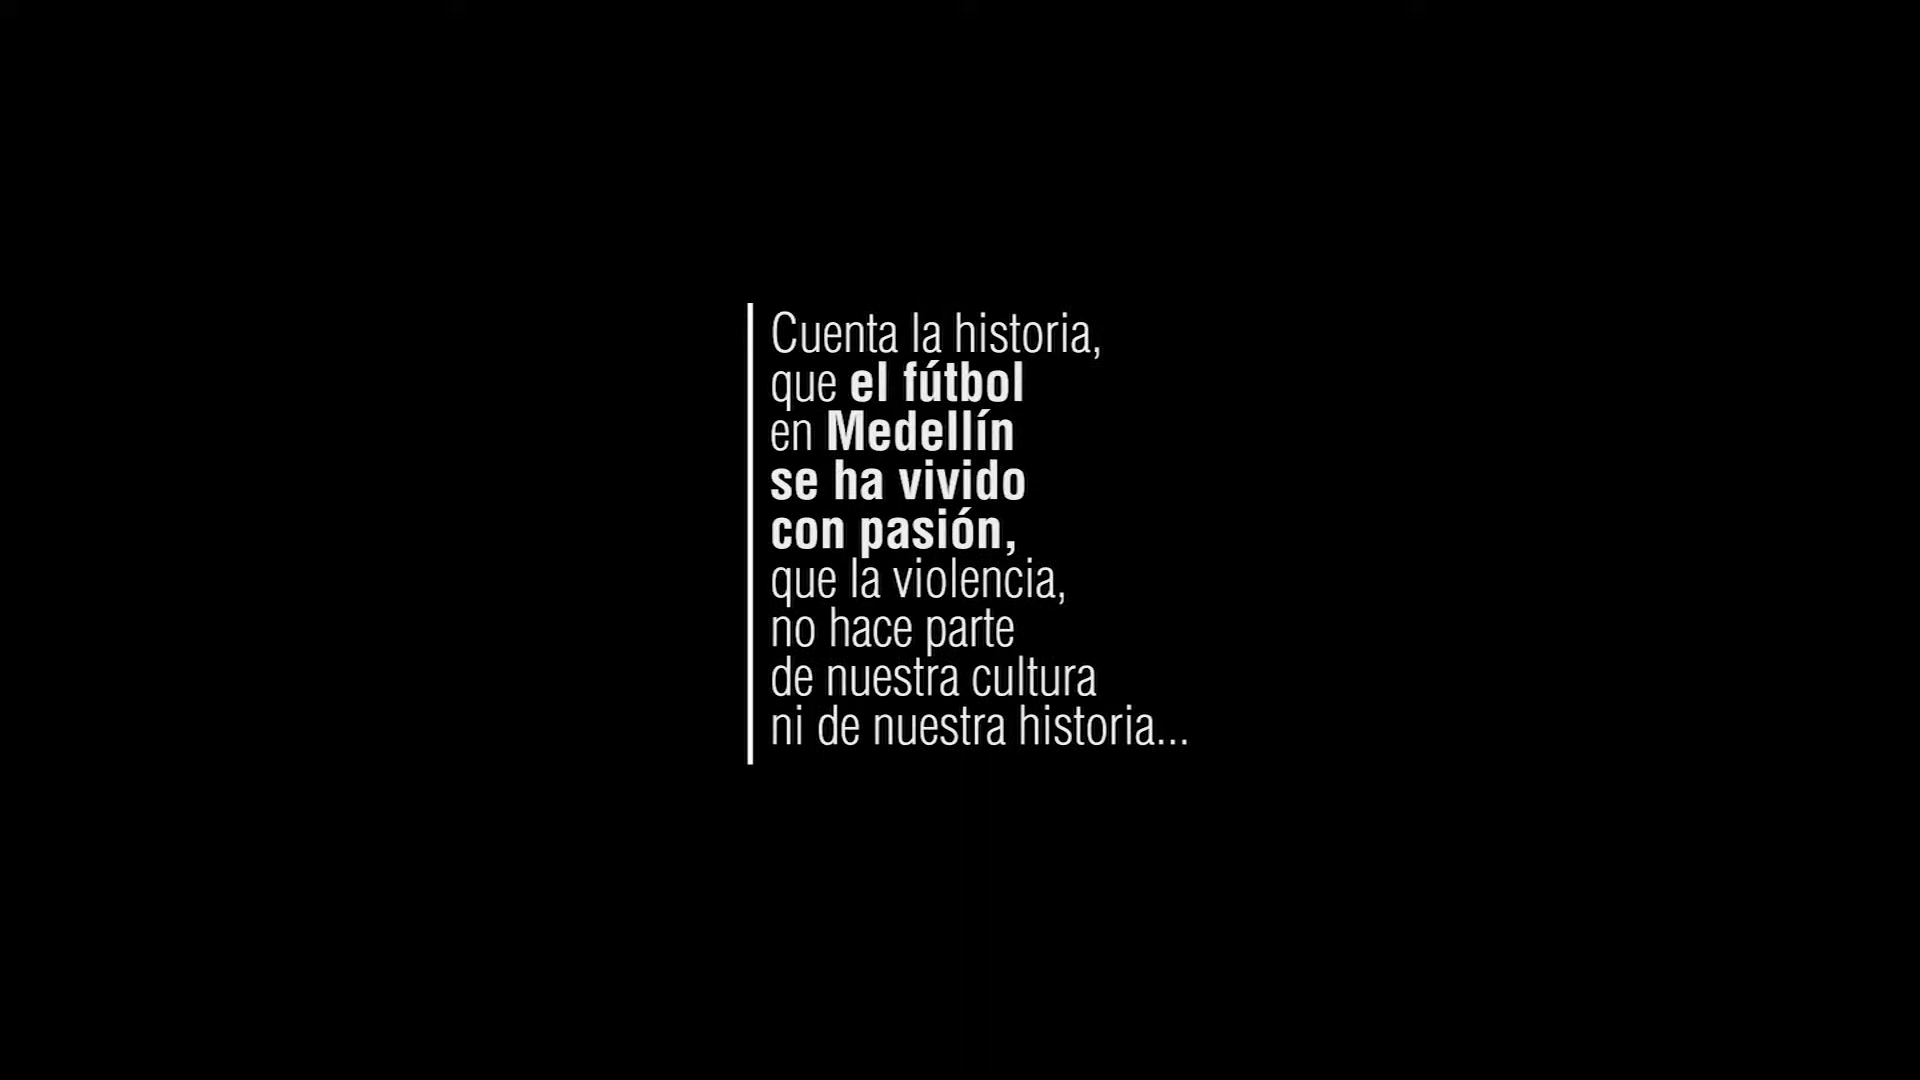 Cuenta la historia,
que el fútbol
en Medellín
se ha vivido
con pasión,
que la violencia,
no hace parte
de nuestra cultura
ni de nuestra historia...